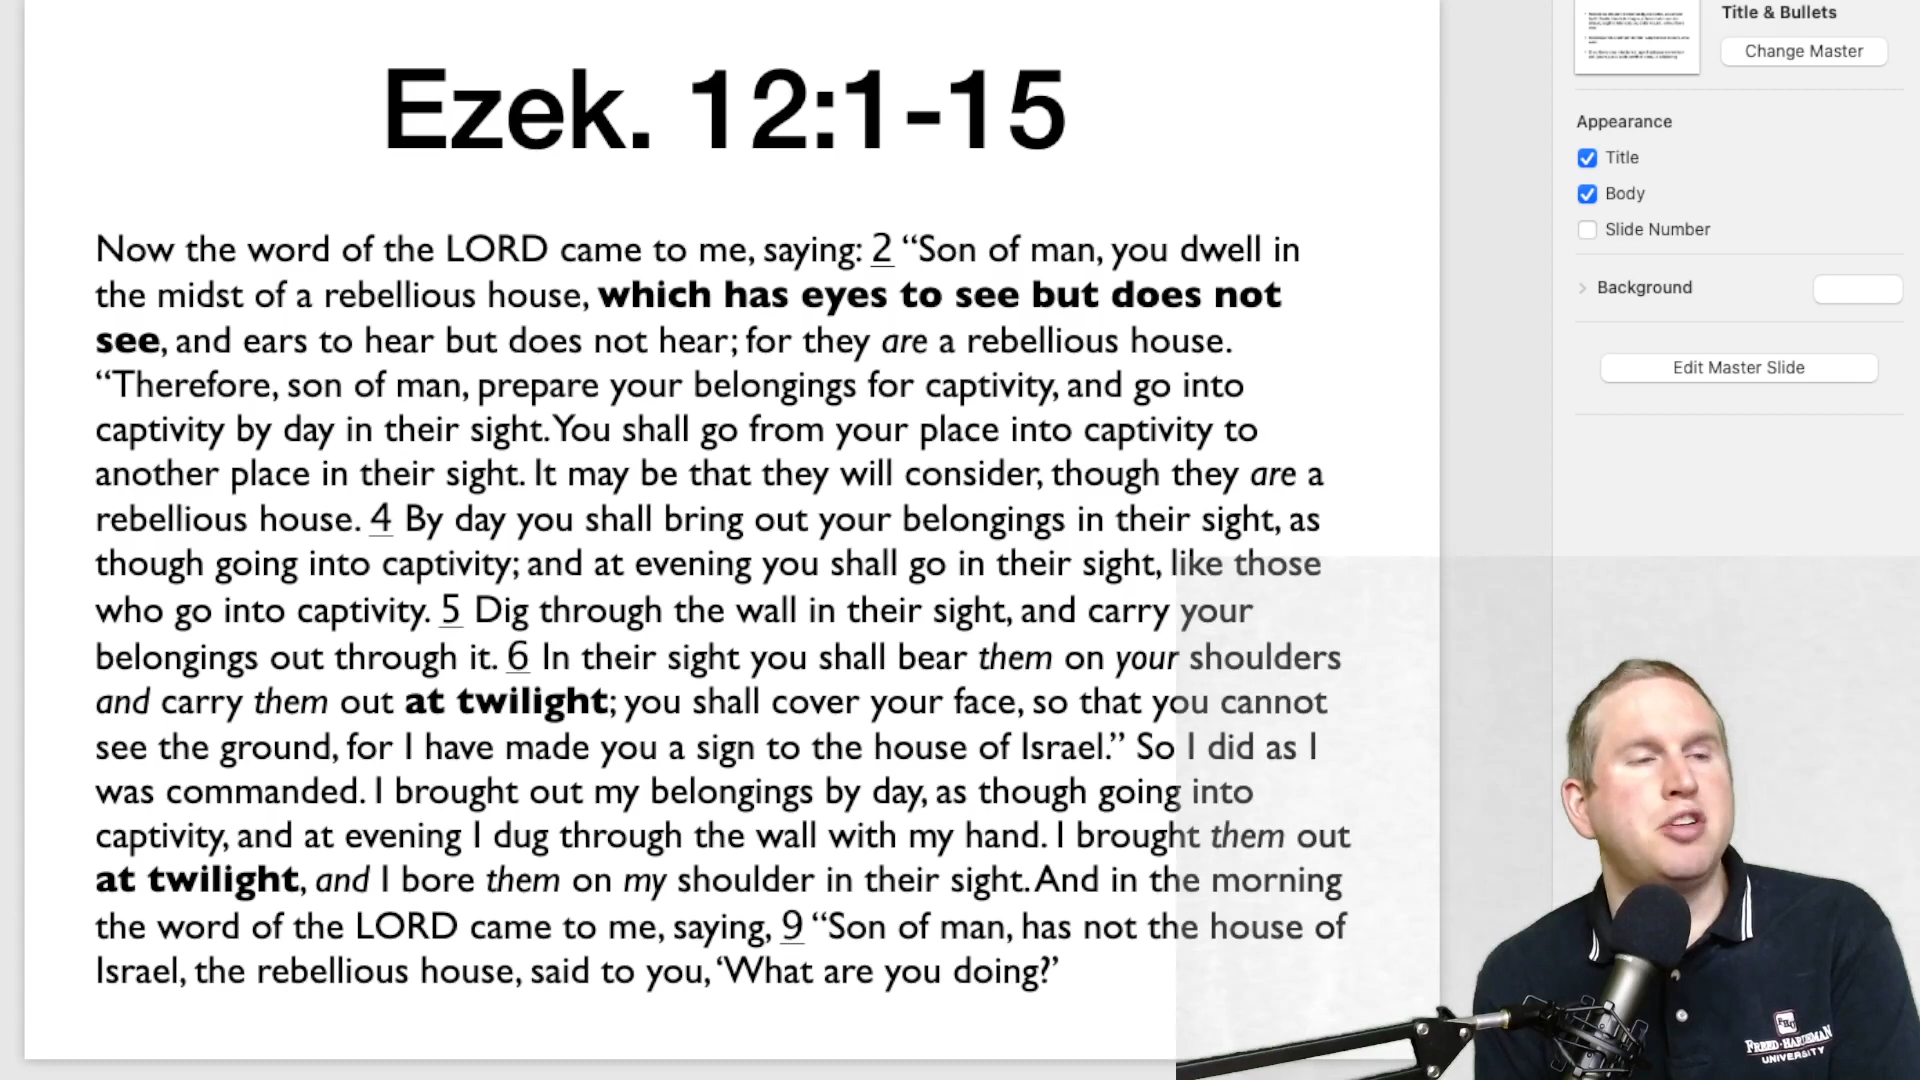 Ezek. 12:1-15
Now the word of the LORD came to me, saying: 2 “Son of man, you dwell in
the midst of a rebellious house, which has eyes to see but does not
see, and ears to hear but does not hear; for they are a rebellious house.
“Therefore, son of man, prepare your belongings for captivity, and go into
captivity by day in their sight. You shall go from your place into captivity to
another place in their sight. It may be that they will consider, though they are a
rebellious house. 4 By day you shall bring out your belongings in their sight, as
though going into captivity; and at evening you shall go in their sight, like those
who go into captivity. 5 Dig through the wall in their sight, and carry your
belongings out through it. 6 In their sight you shall bear them on your shoulders
and carry them out at twilight; you shall cover your face, so that you cannot
see the ground, for I have made you a sign to the house of Israel.” So I did as I
was commanded. I brought out my belongings by day, as though going into
captivity, and at evening I dug through the wall with my hand. I brought them out
at twilight, and I bore them on my shoulder in their sight. And in the morning
the word of the LORD came to me, saying, 9 “Son of man, has not the house of
Israel, the rebellious house, said to you, ‘What are you doing?’
Title & Bullets
Change Master
Appearance
Title
Body
Slide Number
Background
Edit Master Slide
FHU
FREED-HARDEMAN
UNIVERSITY